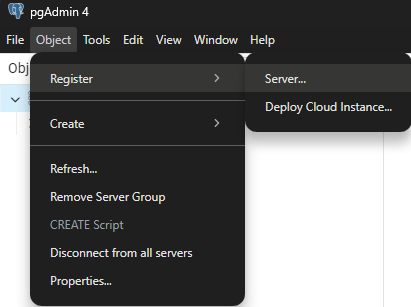 pgAdmin 4
File Object Tools Edit View Window Help
Register
Server...
Deploy Cloud Instance...
Create
Refresh...
Remove Server Group
CREATE Script
Disconnect from all servers
Properties...